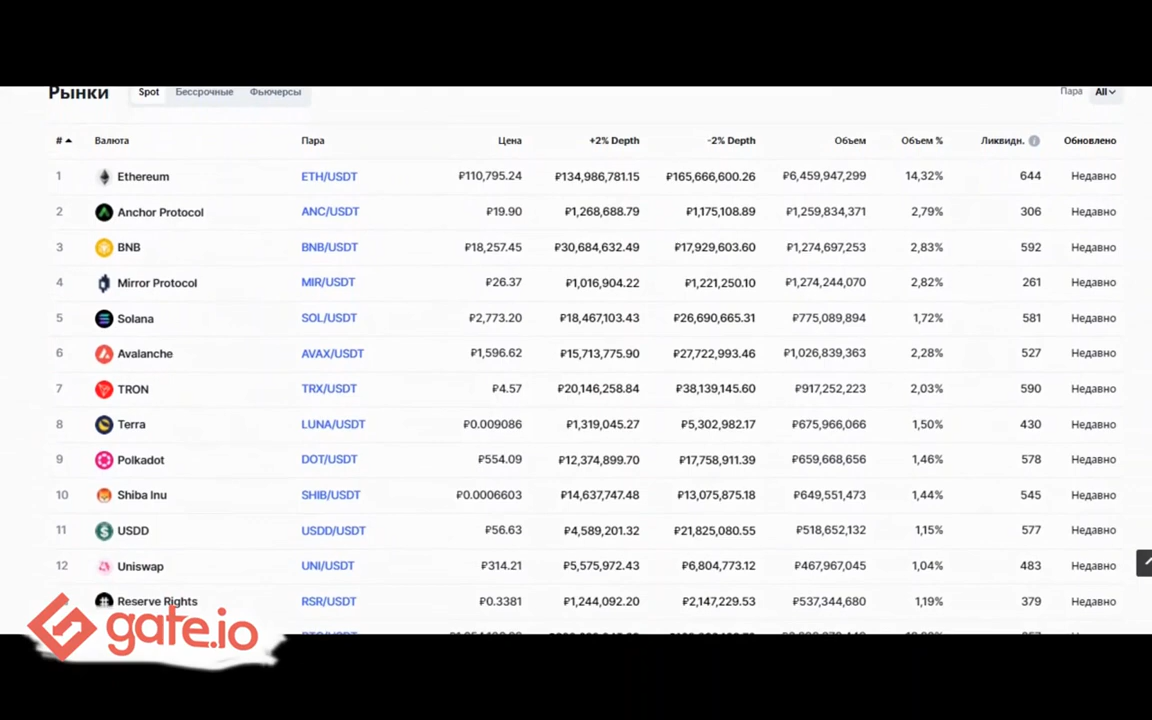 Рынки Spot Бессрочные Фьючерсы Пара All
# Валюта Пара Цена +2% Depth -2% Depth Объем Объем % Ликвидн. Обновлено
1 Ethereum ETH/USDT ₽110,795.24 ₽134,986,781.15 ₽165,666,600.26 ₽6,459,947,299 14,32% 644 Недавно
2 Anchor Protocol ANC/USDT ₽19.90 ₽1,268,688.79 ₽1,175,108.89 ₽1,259,834,371 2,79% 306 Недавно
3 BNB BNB/USDT ₽18,257.45 ₽30,684,632.49 ₽17,929,603.60 ₽1,274,697,253 2,83% 592 Недавно
4 Mirror Protocol MIR/USDT ₽26.37 ₽1,016,904.22 ₽1,221,250.10 ₽1,274,244,070 2,82% 261 Недавно
5 Solana SOL/USDT ₽2,773.20 ₽18,467,103.43 ₽26,690,665.31 ₽775,089,894 1,72% 581 Недавно
6 Avalanche AVAX/USDT ₽1,596.62 ₽15,713,775.90 ₽27,722,993.46 ₽1,026,839,363 2,28% 527 Недавно
7 TRON TRX/USDT ₽4.57 ₽20,146,258.84 ₽38,139,145.60 ₽917,252,223 2,03% 590 Недавно
8 Terra LUNA/USDT ₽0.009086 ₽1,319,045.27 ₽5,302,982.17 ₽675,966,066 1,50% 430 Недавно
9 Polkadot DOT/USDT ₽554.09 ₽12,374,899.70 ₽17,758,911.39 ₽659,668,656 1,46% 578 Недавно
10 Shiba Inu SHIB/USDT ₽0.0006603 ₽14,637,747.48 ₽13,075,875.18 ₽649,551,473 1,44% 545 Недавно
11 USDD USDD/USDT ₽56.63 ₽4,589,201.32 ₽21,825,080.55 ₽518,652,132 1,15% 577 Недавно
12 Uniswap UNI/USDT ₽314.21 ₽5,575,972.43 ₽6,804,773.12 ₽467,967,045 1,04% 483 Недавно
Reserve Rights RSR/USDT ₽0.3381 ₽1,244,092.20 ₽2,147,229.53 ₽537,344,680 1,19% 379 Недавно
gate.io